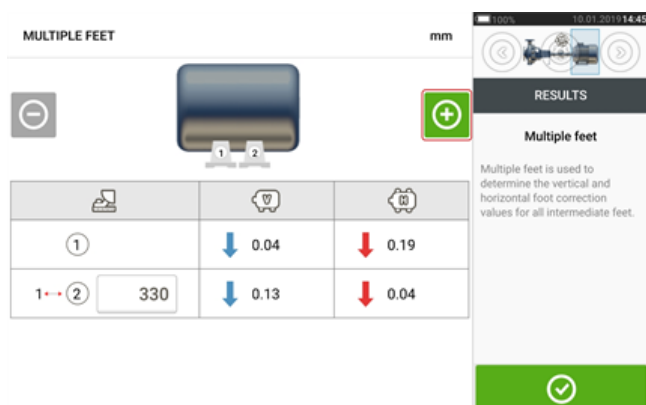 MULTIPLE FEET
mm
1 2
V H
1 0.04 0.19
1 2 330 0.13 0.04
100% 10.01.2019 14:45
RESULTS
Multiple feet
Multiple feet is used to
determine the vertical and
horizontal foot correction
values for all intermediate feet.